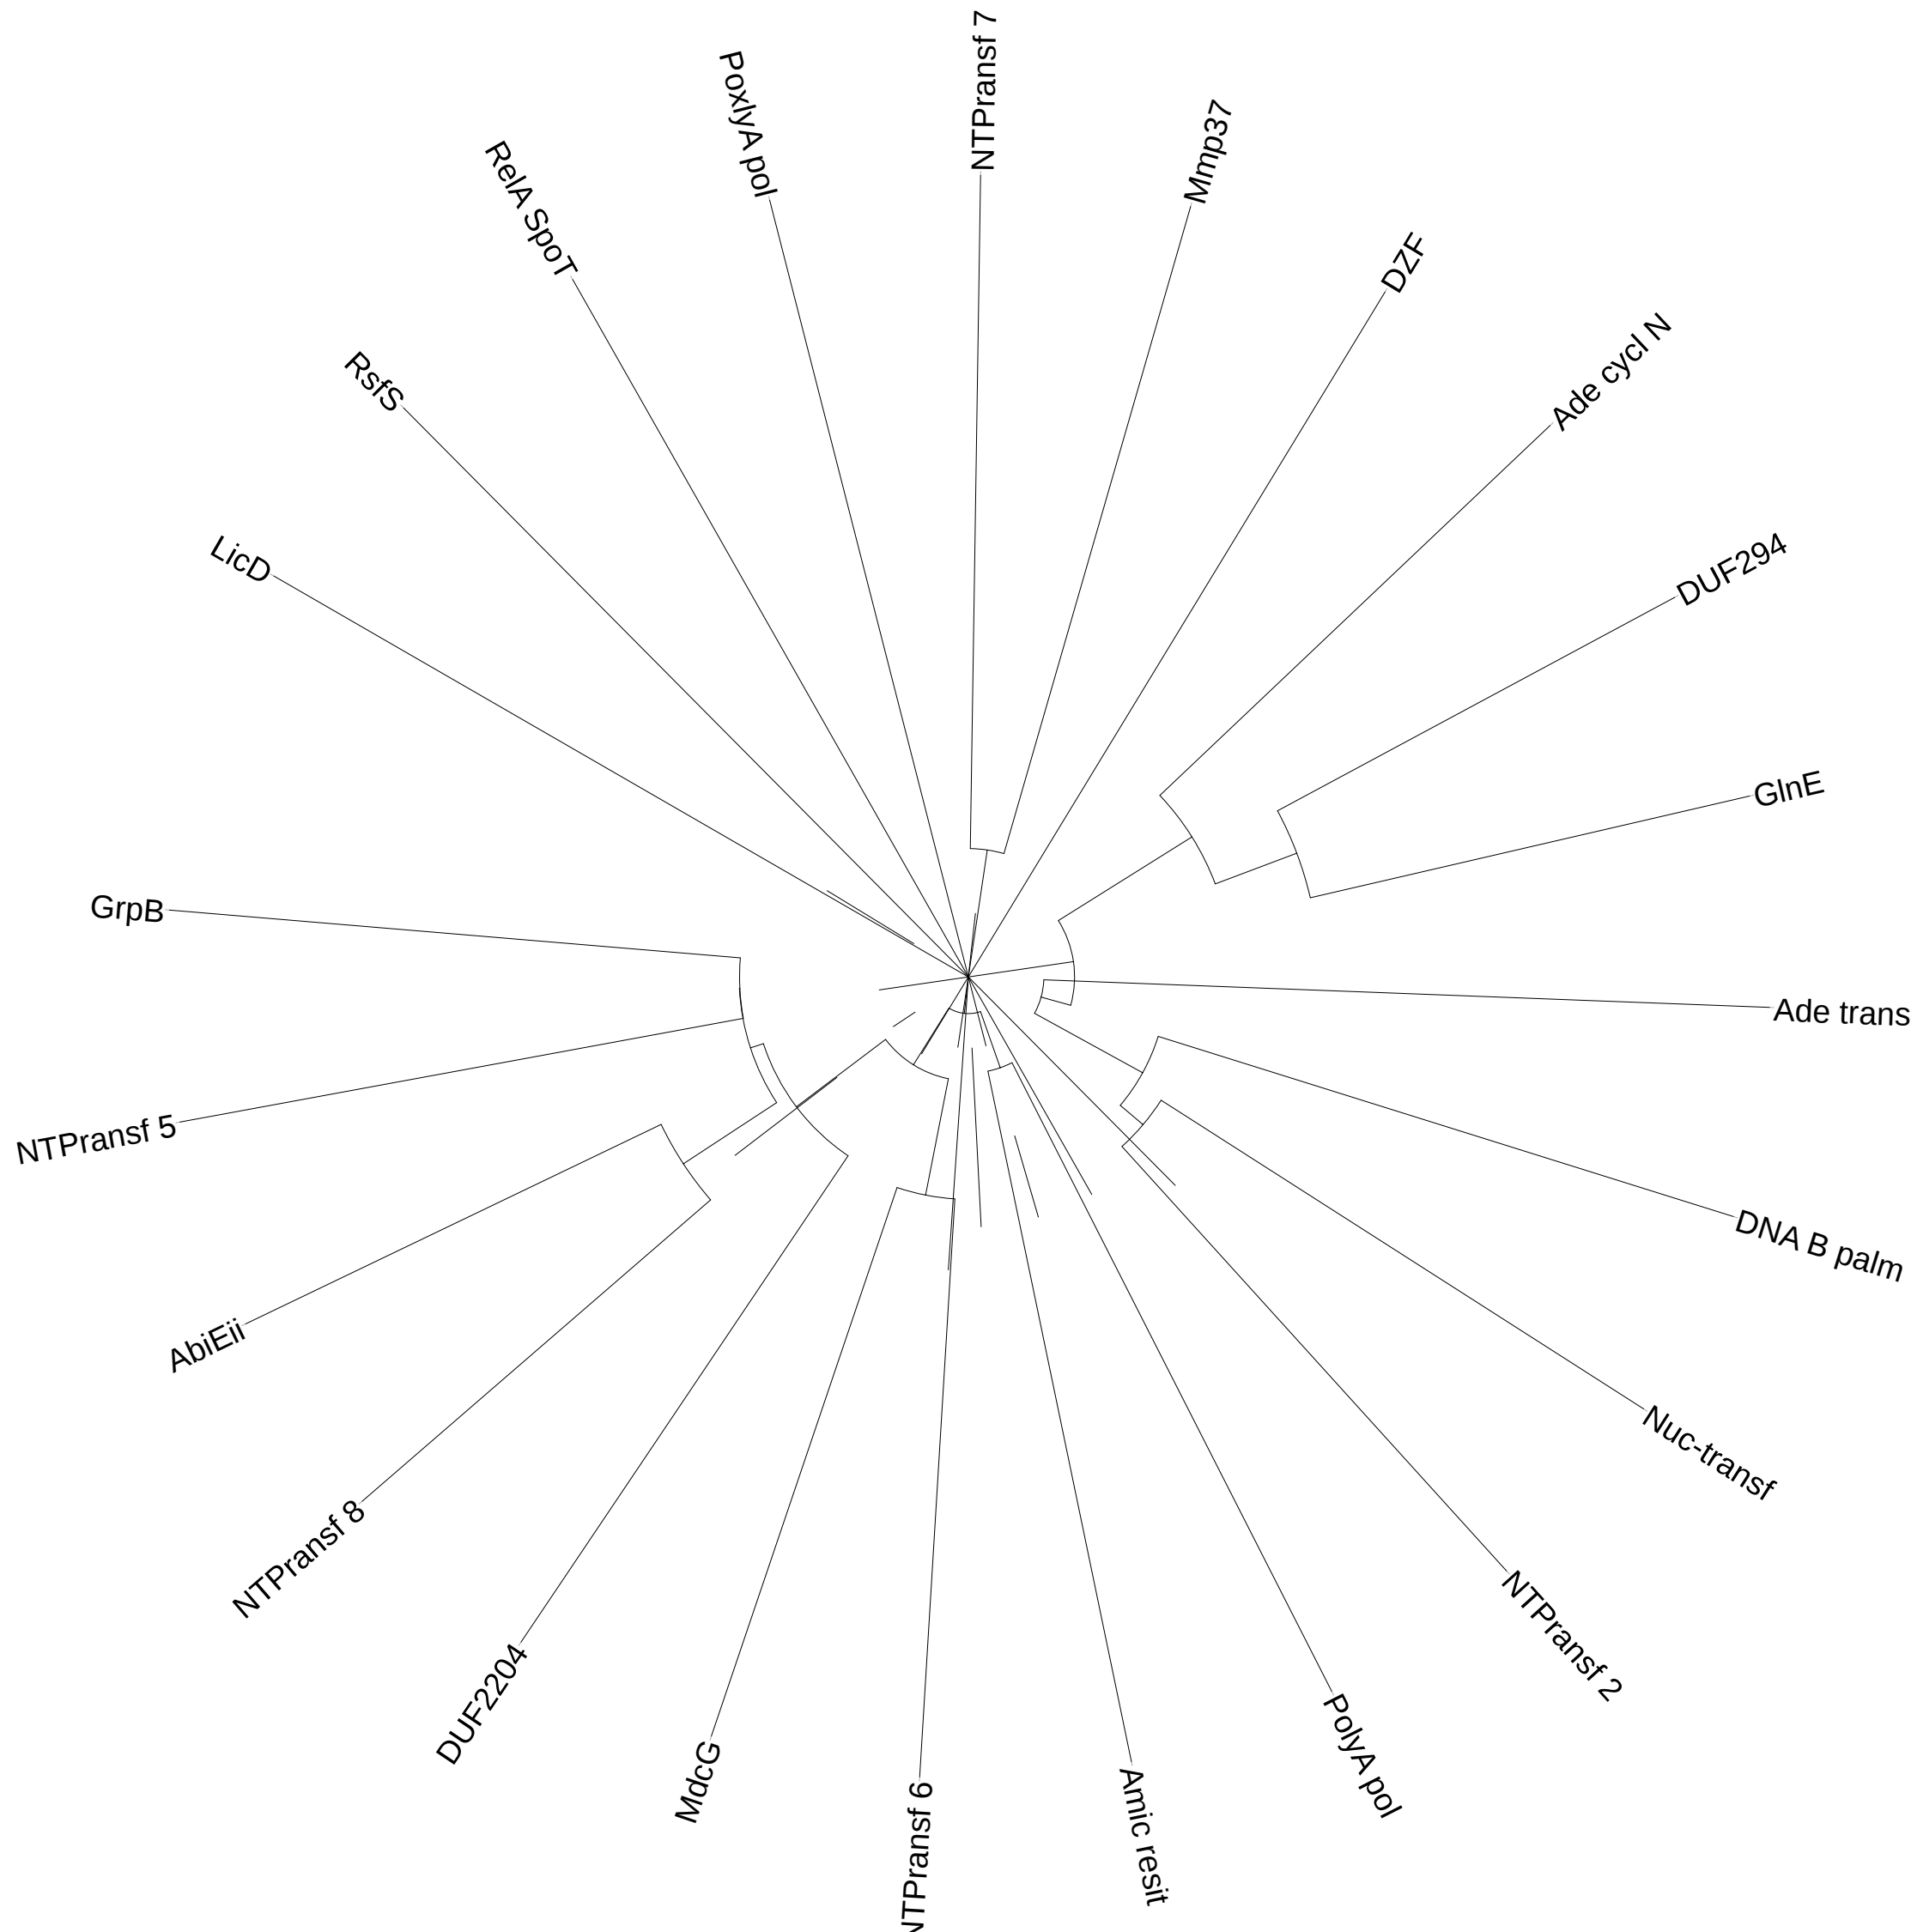 NTPransf 7
Mmp37
DZF
Ade cycl N
DUF294
GlnE
Ade trans
DNA B palm
Nuc-transf
NTPransf 2
PolyA pol
Amic resit
NTPransf 6
MdcG
DUF2204
NTPransf 8
AbiEii
NTPransf 5
GrpB
LicD
RsfS
RelA SpoT
PoxlyA pol